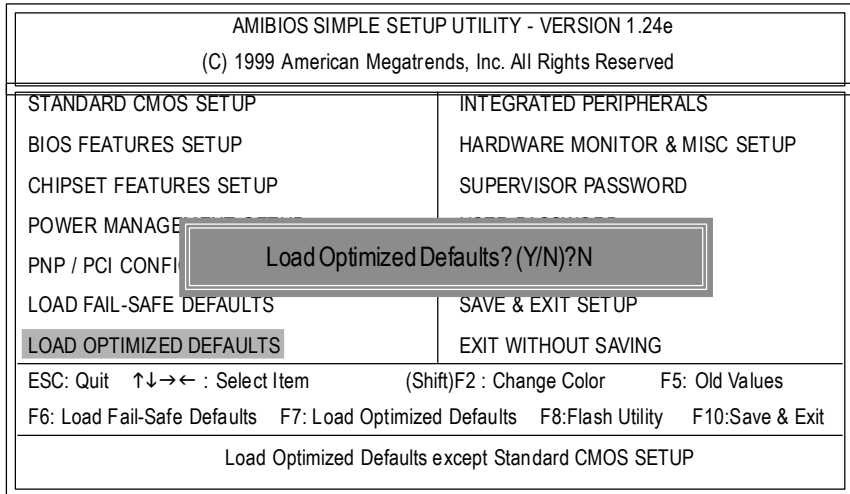 AMIBIOS SIMPLE SETUP UTILITY - VERSION 1.24e
(C) 1999 American Megatrends, Inc. All Rights Reserved
STANDARD CMOS SETUP
INTEGRATED PERIPHERALS
BIOS FEATURES SETUP
HARDWARE MONITOR & MISC SETUP
CHIPSET FEATURES SETUP
SUPERVISOR PASSWORD
POWER
PNP / PCI
Load Optimized Defaults? (Y/N)?N
LOAD FAIL-SAFE DEFAULTS
SAVE & EXIT SETUP
LOAD OPTIMIZED DEFAULTS
EXIT WITHOUT SAVING
ESC: Quit ↑↓→← : Select Item (Shift)F2 : Change Color F5: Old Values
F6: Load Fail-Safe Defaults F7: Load Optimized Defaults F8:Flash Utility F10:Save & Exit
Load Optimized Defaults except Standard CMOS SETUP